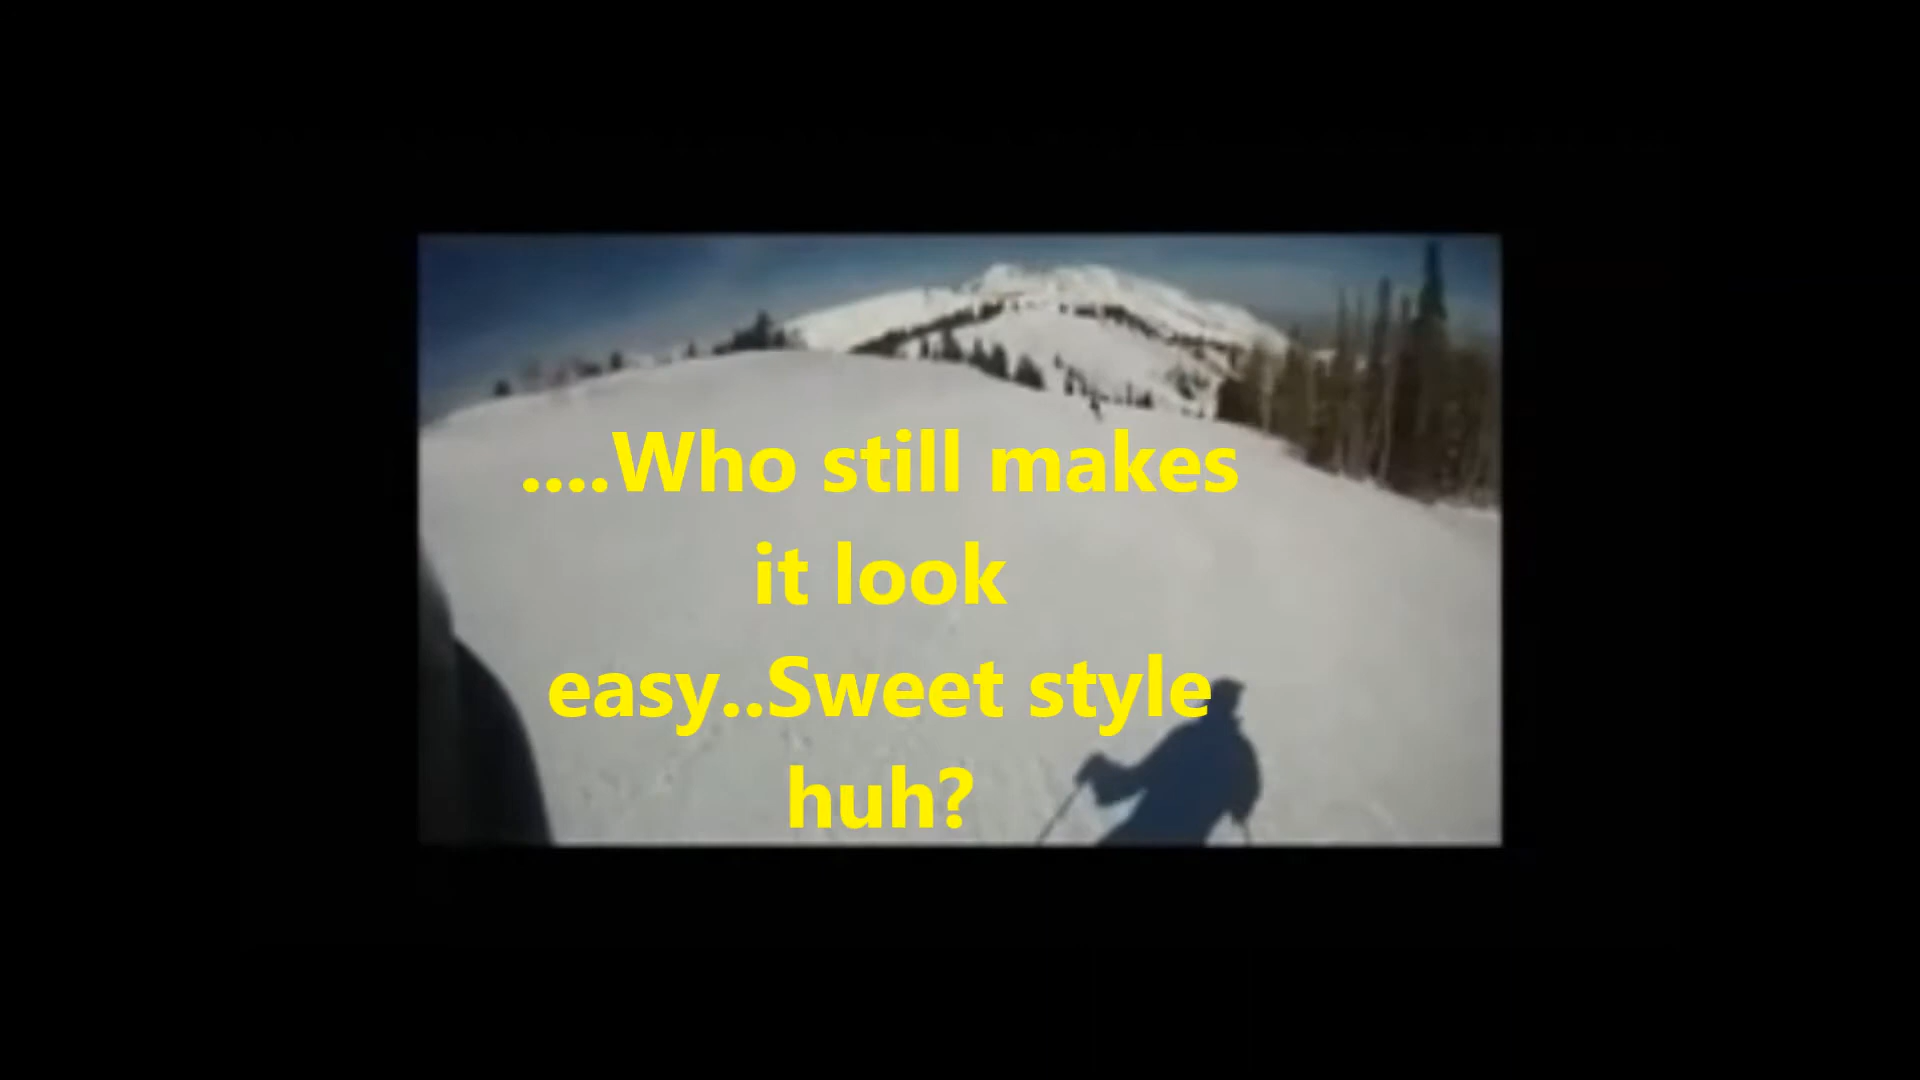 ....Who still makes
it look
easy..Sweet style
huh?